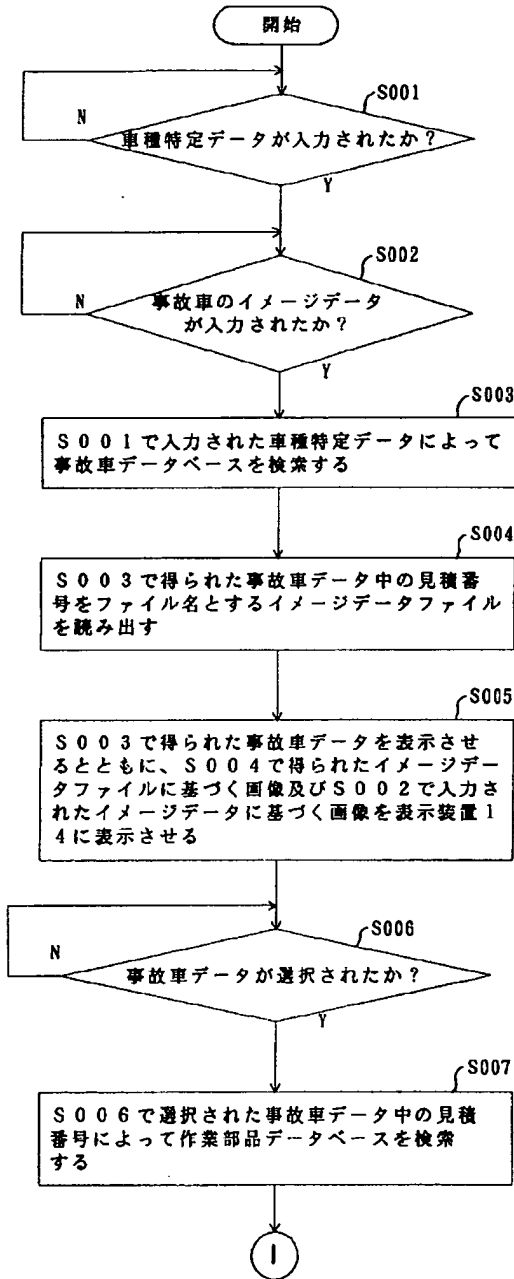 開始
S001
N
車種特定データが入力されたか？
Y
S002
N
事故車のイメージデータ
が入力されたか？
Y
S003
Ｓ００１で入力された車種特定データによって
事故車データベースを検索する
S004
Ｓ００３で得られた事故車データ中の見積番
号をファイル名とするイメージデータファイル
を読み出す
S005
Ｓ００３で得られた事故車データを表示させ
るとともに、Ｓ００４で得られたイメージデー
タファイルに基づく画像及びＳ００２で入力さ
れたイメージデータに基づく画像を表示装置１
４に表示させる
S006
N
事故車データが選択されたか？
Y
S007
Ｓ００６で選択された事故車データ中の見積
番号によって作業部品データベースを検索
する
I